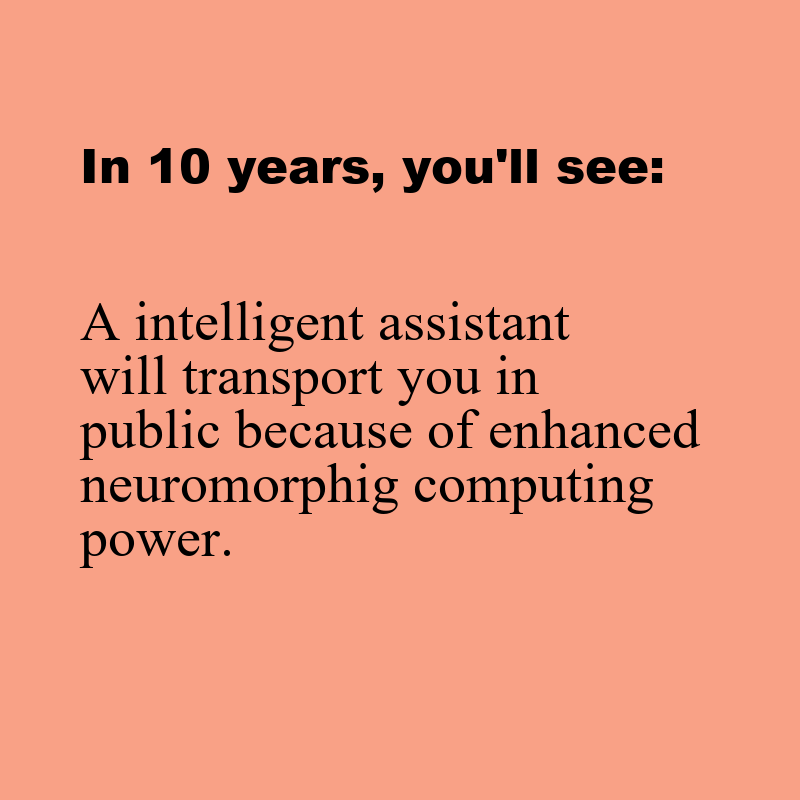 In 10 years, you'll see:
A intelligent assistant
will transport you in
public because of enhanced
neuromorphig computing
power.